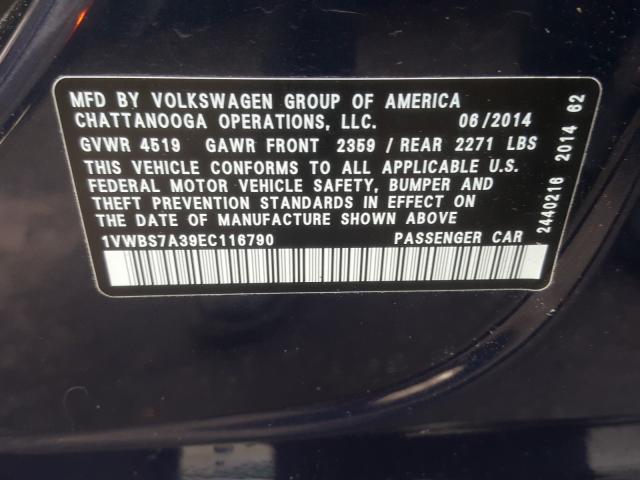 MFD BY VOLKSWAGEN GROUP OF AMERICA
CHATTANOOGA OPERATIONS, LLC. 06/2014
GVWR 4519 GAWR FRONT 2359 / REAR 2271 LBS
THIS VEHICLE CONFORMS TO ALL APPLICABLE U.S.
FEDERAL MOTOR VEHICLE SAFETY, BUMPER AND
THEFT PREVENTION STANDARDS IN EFFECT ON
THE DATE OF MANUFACTURE SHOWN ABOVE
1VWBS7A39EC116790 PASSENGER CAR
2440216 2014 62